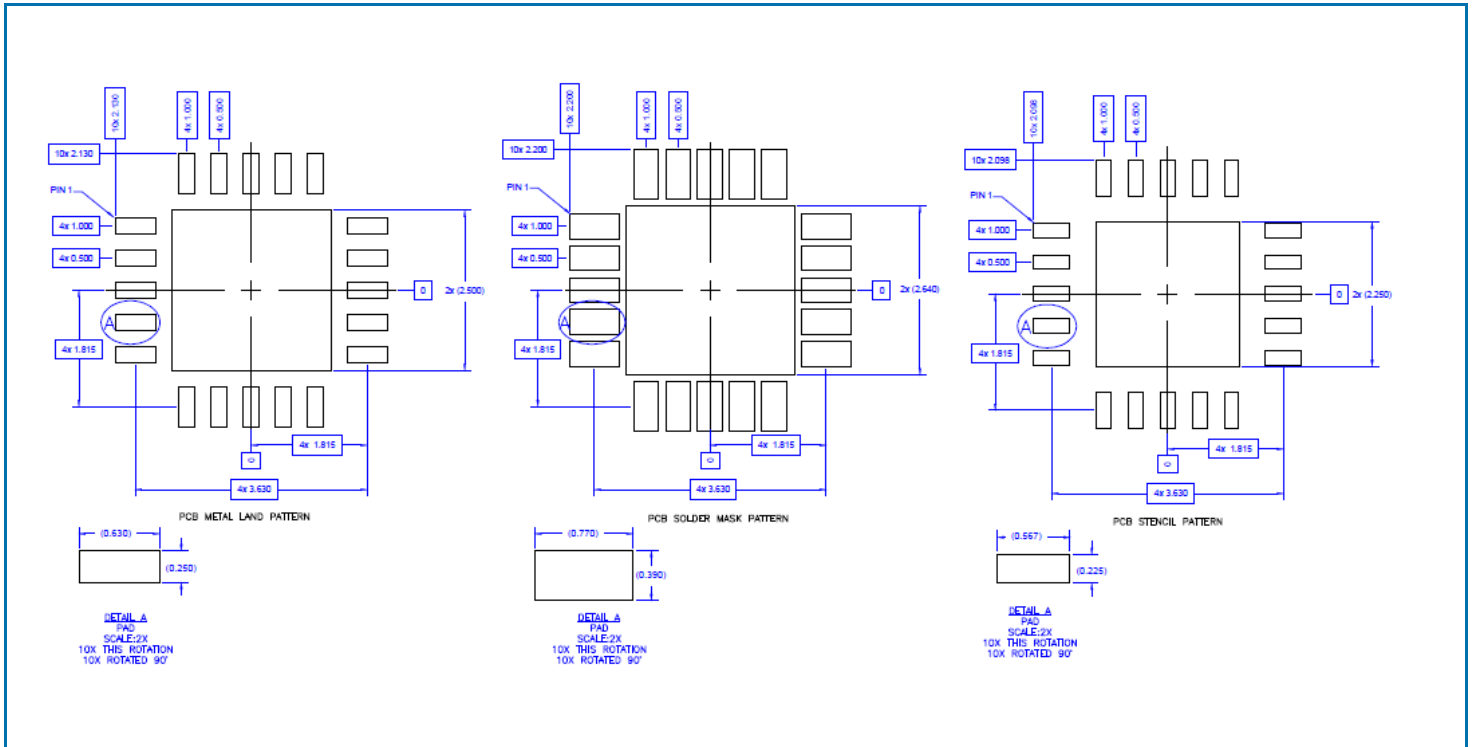 10x 2.130
4x 1.000
4x 0.500
10x 2.130
PIN 1
4x 1.000
4x 0.500
0
2x (2.500)
A
4x 1.815
4x 1.815
0
4x 3.630
PCB METAL LAND PATTERN
(0.630)
(0.250)
DETAIL A
PAD
SCALE:2X
10X THIS ROTATION
10X ROTATED 90°
10x 2.200
4x 1.000
4x 0.500
10x 2.200
PIN 1
4x 1.000
4x 0.500
0
2x (2.640)
A
4x 1.815
4x 1.815
0
4x 3.630
PCB SOLDER MASK PATTERN
(0.770)
(0.390)
DETAIL A
PAD
SCALE:2X
10X THIS ROTATION
10X ROTATED 90°
10x 2.098
4x 1.000
4x 0.500
10x 2.098
PIN 1
4x 1.000
4x 0.500
0
2x (2.250)
A
4x 1.815
4x 1.815
0
4x 3.630
PCB STENCIL PATTERN
(0.567)
(0.225)
DETAIL A
PAD
SCALE:2X
10X THIS ROTATION
10X ROTATED 90°